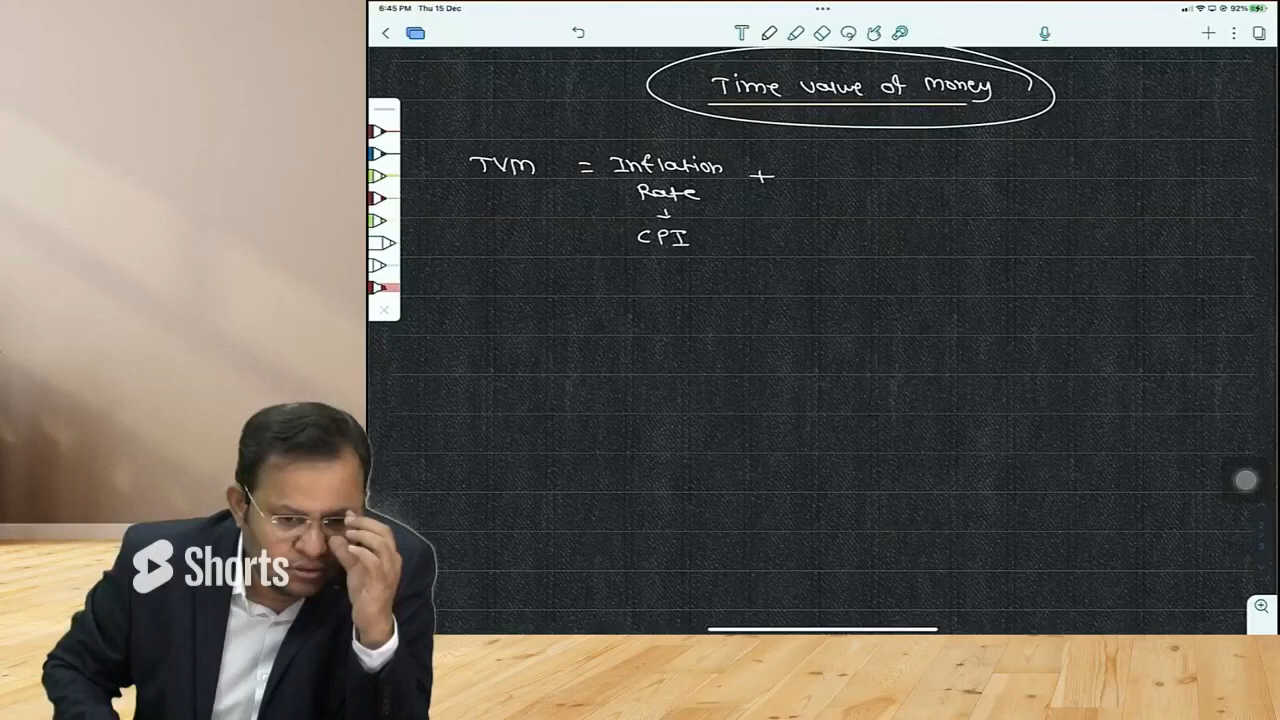 6:45 PM Thu 15 Dec
92%
Time value of money
TVM = Inflation +
Rate
↓
CPI
Shorts